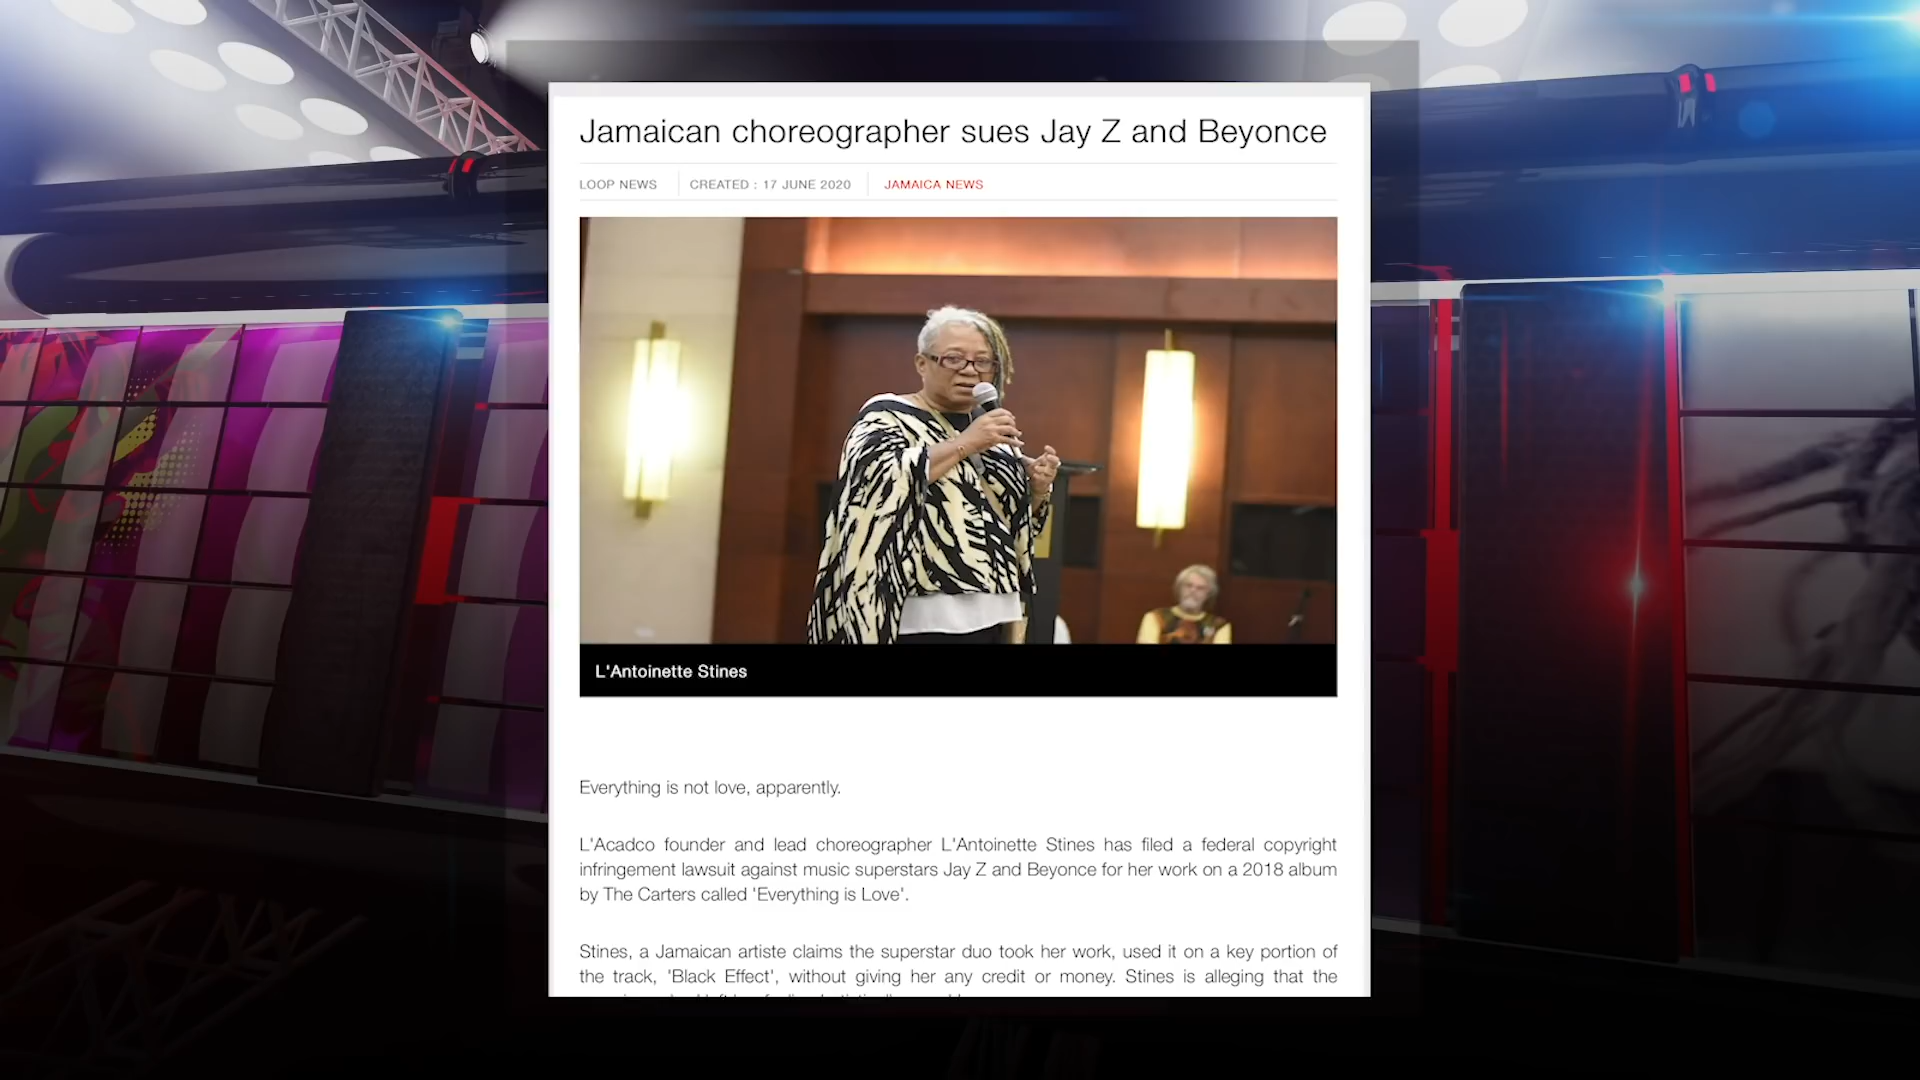 Jamaican choreographer sues Jay Z and Beyonce
LOOP NEWS CREATED : 17 JUNE 2020 JAMAICA NEWS
L'Antoinette Stines
Everything is not love, apparently.
L'Acadco founder and lead choreographer L'Antoinette Stines has filed a federal copyright
infringement lawsuit against music superstars Jay Z and Beyonce for her work on a 2018 album
by The Carters called 'Everything is Love'.
Stines, a Jamaican artiste claims the superstar duo took her work, used it on a key portion of
the track, 'Black Effect', without giving her any credit or money. Stines is alleging that the